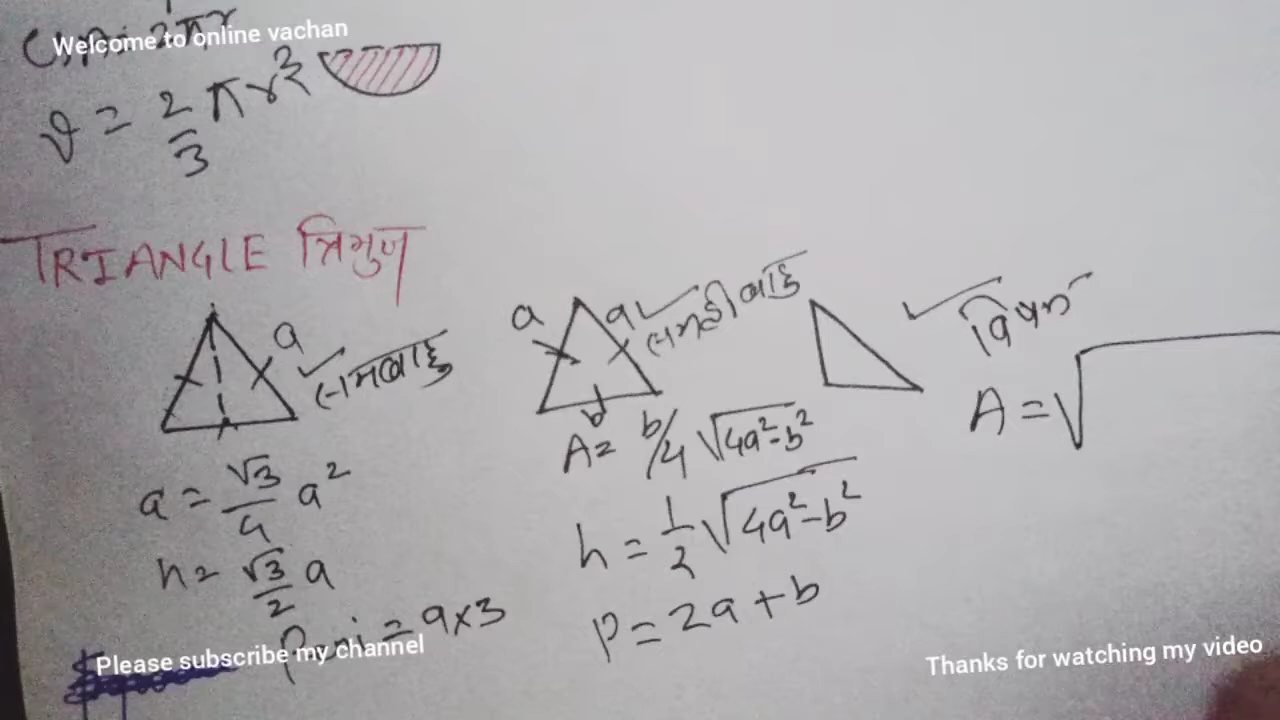 Welcome to online vachan
v = 2/3 πr³
TRIANGLE त्रिभुज
a
समबाहु
a = √3/4 a²
h = √3/2 a
Peri = a×3
a a
समद्वीबाहु
b
A = b/4 √4a²-b²
h = 1/2 √4a²-b²
P = 2a+b
विषम
A = √
Please subscribe my channel
Thanks for watching my video